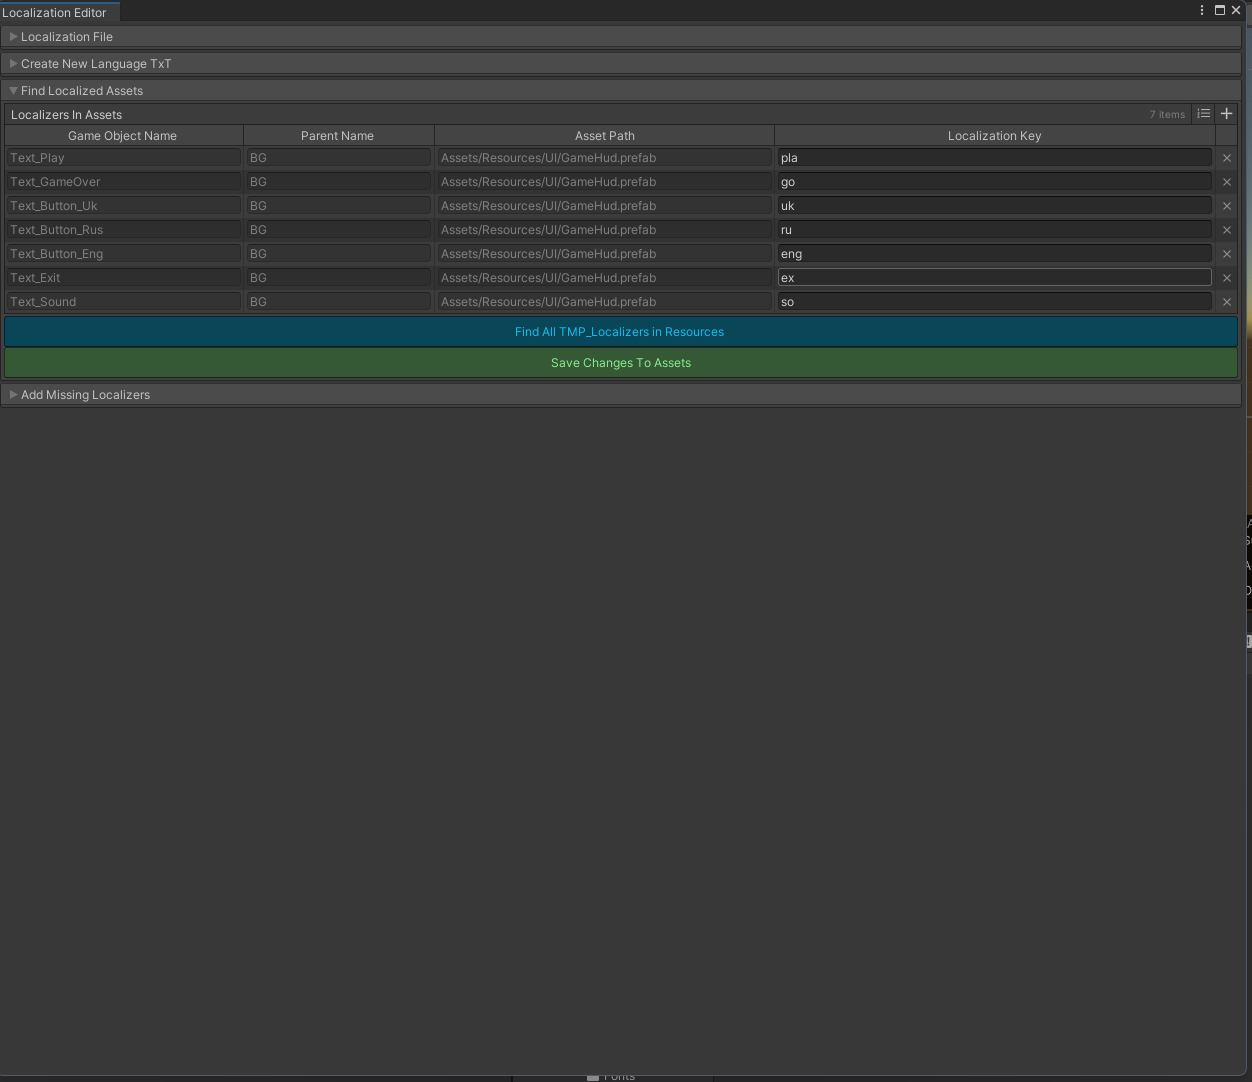 Localization Editor
Localization File
Create New Language TxT
Find Localized Assets
Localizers In Assets 7 items
Game Object Name Parent Name Asset Path Localization Key
Text_Play BG Assets/Resources/UI/GameHud.prefab pla
Text_GameOver BG Assets/Resources/UI/GameHud.prefab go
Text_Button_Uk BG Assets/Resources/UI/GameHud.prefab uk
Text_Button_Rus BG Assets/Resources/UI/GameHud.prefab ru
Text_Button_Eng BG Assets/Resources/UI/GameHud.prefab eng
Text_Exit BG Assets/Resources/UI/GameHud.prefab ex
Text_Sound BG Assets/Resources/UI/GameHud.prefab so
Find All TMP_Localizers in Resources
Save Changes To Assets
Add Missing Localizers
Fonts